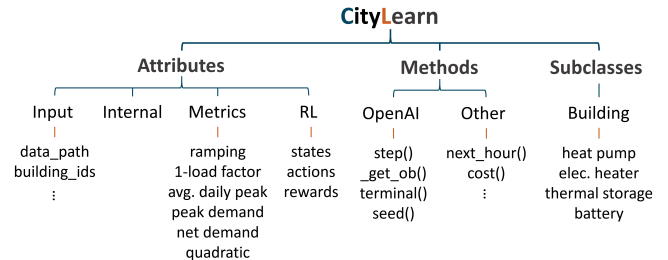 CityLearn
Attributes Methods Subclasses
Input Internal Metrics RL OpenAI Other Building
data_path ramping states step() next_hour() heat pump
building_ids 1-load factor actions _get_ob() cost() elec. heater
⋮ avg. daily peak rewards terminal() ⋮ thermal storage
peak demand seed() battery
net demand
quadratic